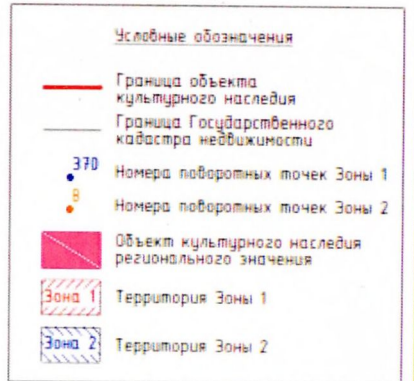 Условные обозначения
Граница объекта
культурного наследия
Граница Государственного
кадастра недвижимости
370
Номера поворотных точек Зоны 1
8
Номера поворотных точек Зоны 2
Объект культурного наследия
регионального значения
Зона 1
Территория Зоны 1
Зона 2
Территория Зоны 2